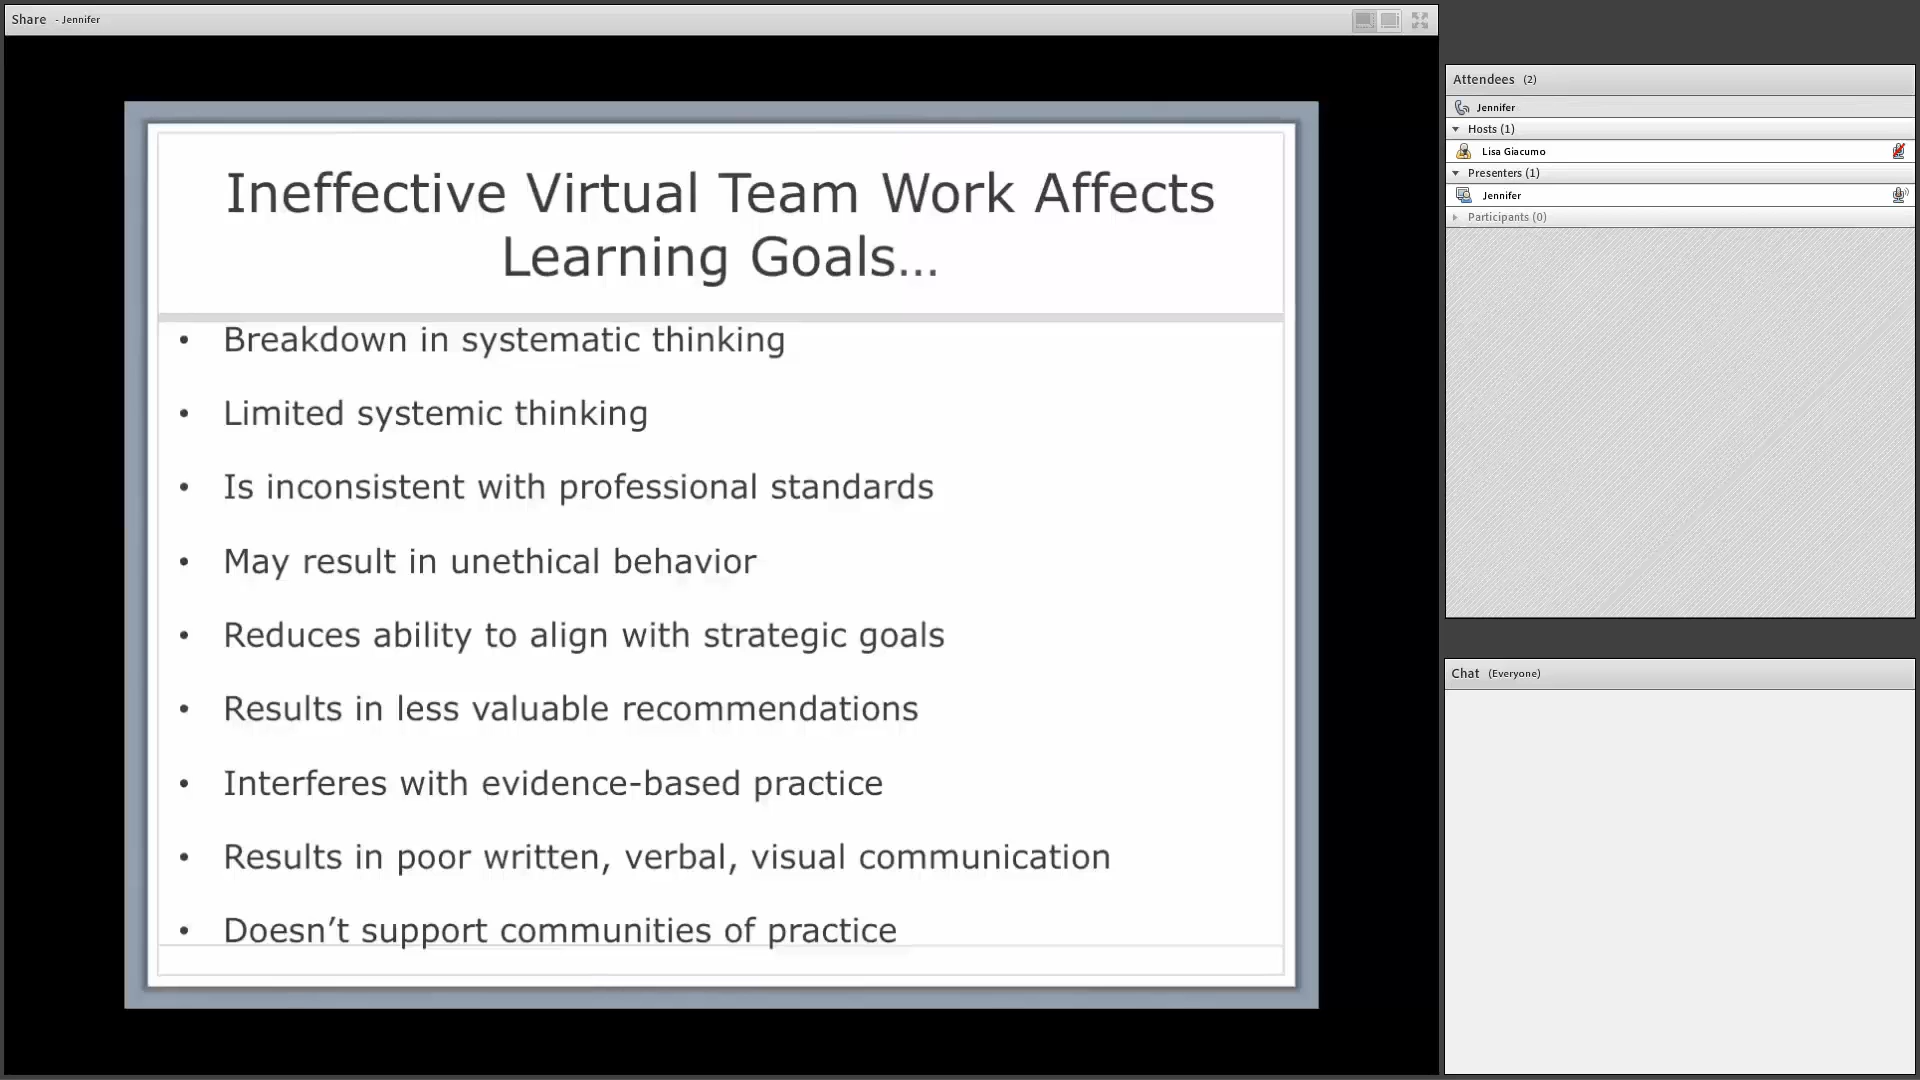 Share - Jennifer
Ineffective Virtual Team Work Affects
Learning Goals...
• Breakdown in systematic thinking
• Limited systemic thinking
• Is inconsistent with professional standards
• May result in unethical behavior
• Reduces ability to align with strategic goals
• Results in less valuable recommendations
• Interferes with evidence-based practice
• Results in poor written, verbal, visual communication
• Doesn’t support communities of practice
Attendees (2)
Jennifer
Hosts (1)
Lisa Giacumo
Presenters (1)
Jennifer
Participants (0)
Chat (Everyone)